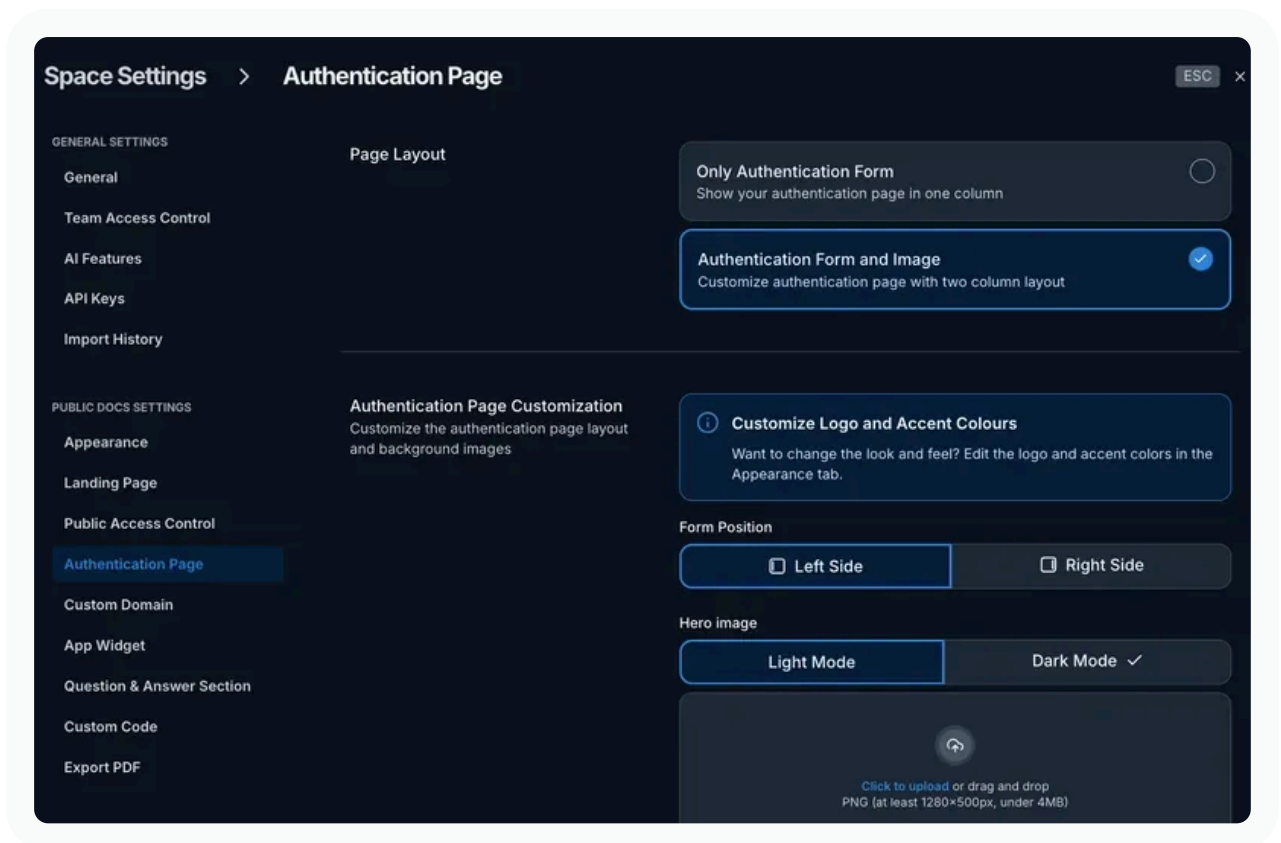 Space Settings > Authentication Page
ESC ×
GENERAL SETTINGS
General
Team Access Control
AI Features
API Keys
Import History
PUBLIC DOCS SETTINGS
Appearance
Landing Page
Public Access Control
Authentication Page
Custom Domain
App Widget
Question & Answer Section
Custom Code
Export PDF
Page Layout
Only Authentication Form
Show your authentication page in one column
Authentication Form and Image
Customize authentication page with two column layout
Authentication Page Customization
Customize the authentication page layout
and background images
Customize Logo and Accent Colours
Want to change the look and feel? Edit the logo and accent colors in the
Appearance tab.
Form Position
Left Side
Right Side
Hero image
Light Mode
Dark Mode ✓
Click to upload or drag and drop
PNG (at least 1280×500px, under 4MB)